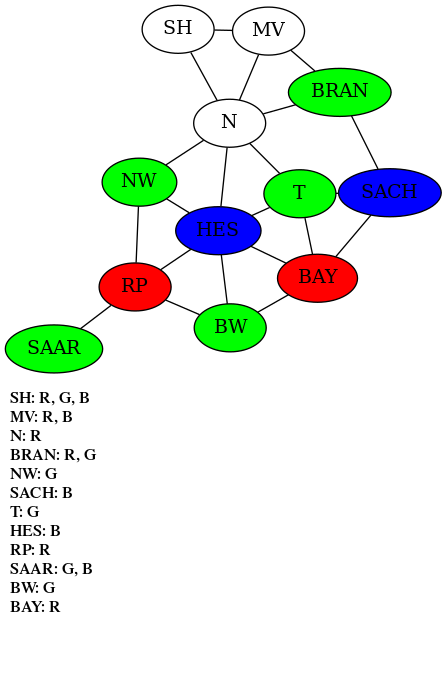 SH
MV
BRAN
N
NW
T
SACH
HES
RP
BAY
BW
SAAR
SH: R, G, B
MV: R, B
N: R
BRAN: R, G
NW: G
SACH: B
T: G
HES: B
RP: R
SAAR: G, B
BW: G
BAY: R